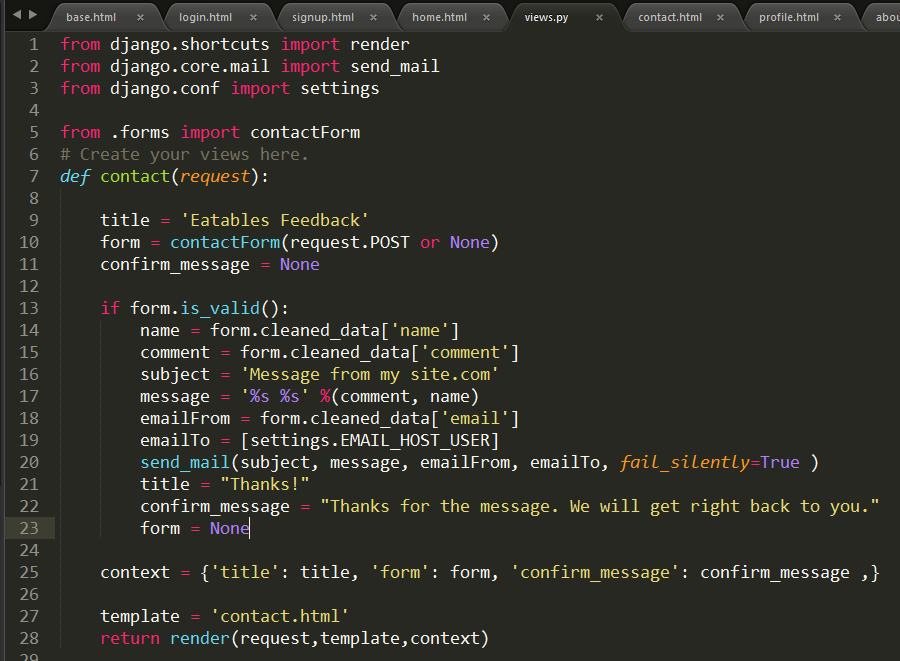 base.html × login.html × signup.html × home.html × views.py × contact.html × profile.html × abou
1 from django.shortcuts import render
2 from django.core.mail import send_mail
3 from django.conf import settings
4
5 from .forms import contactForm
6 # Create your views here.
7 def contact(request):
8
9     title = 'Eatables Feedback'
10     form = contactForm(request.POST or None)
11     confirm_message = None
12
13     if form.is_valid():
14         name = form.cleaned_data['name']
15         comment = form.cleaned_data['comment']
16         subject = 'Message from my site.com'
17         message = '%s %s' %(comment, name)
18         emailFrom = form.cleaned_data['email']
19         emailTo = [settings.EMAIL_HOST_USER]
20         send_mail(subject, message, emailFrom, emailTo, fail_silently=True )
21         title = "Thanks!"
22         confirm_message = "Thanks for the message. We will get right back to you."
23         form = None
24
25     context = {'title': title, 'form': form, 'confirm_message': confirm_message ,}
26
27     template = 'contact.html'
28     return render(request,template,context)
29